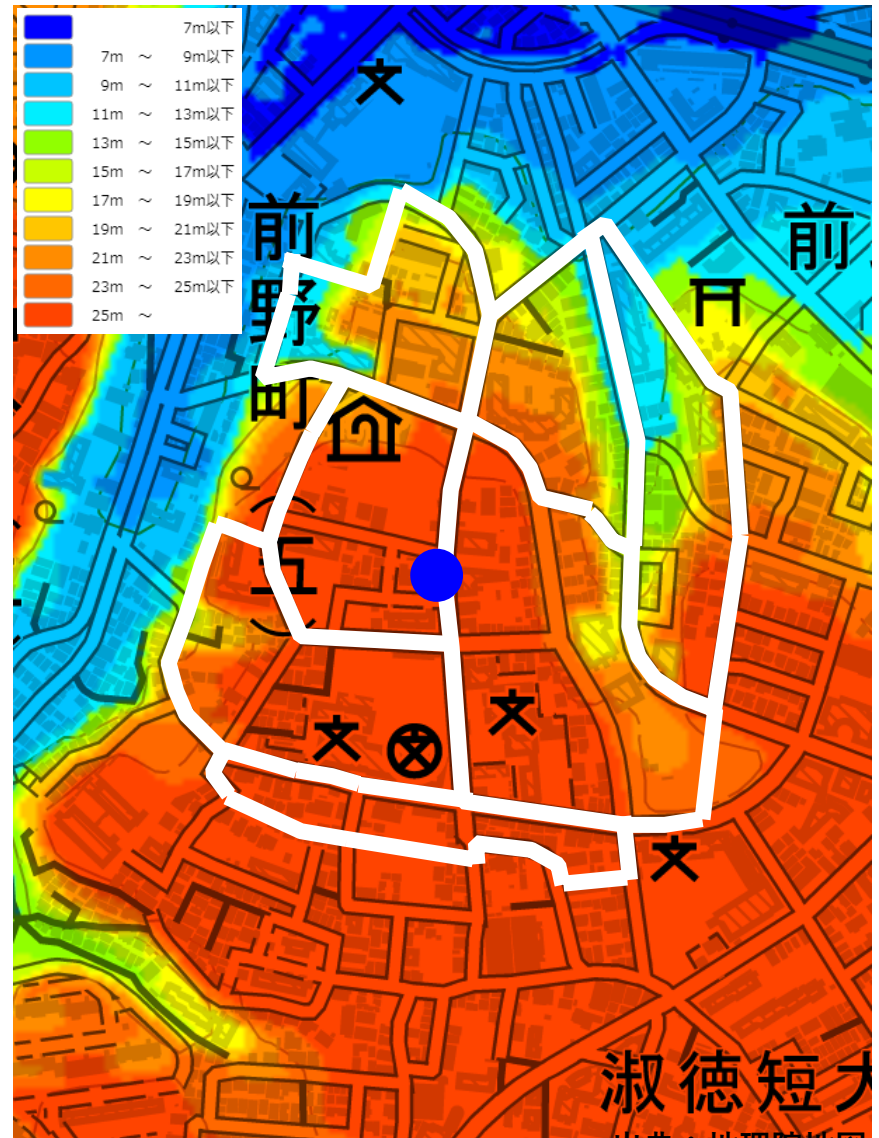 7m以下
7m ～ 9m以下
9m ～ 11m以下
11m ～ 13m以下
13m ～ 15m以下
15m ～ 17m以下
17m ～ 19m以下
19m ～ 21m以下
21m ～ 23m以下
23m ～ 25m以下
25m ～
前野町（五）
前
淑徳短大